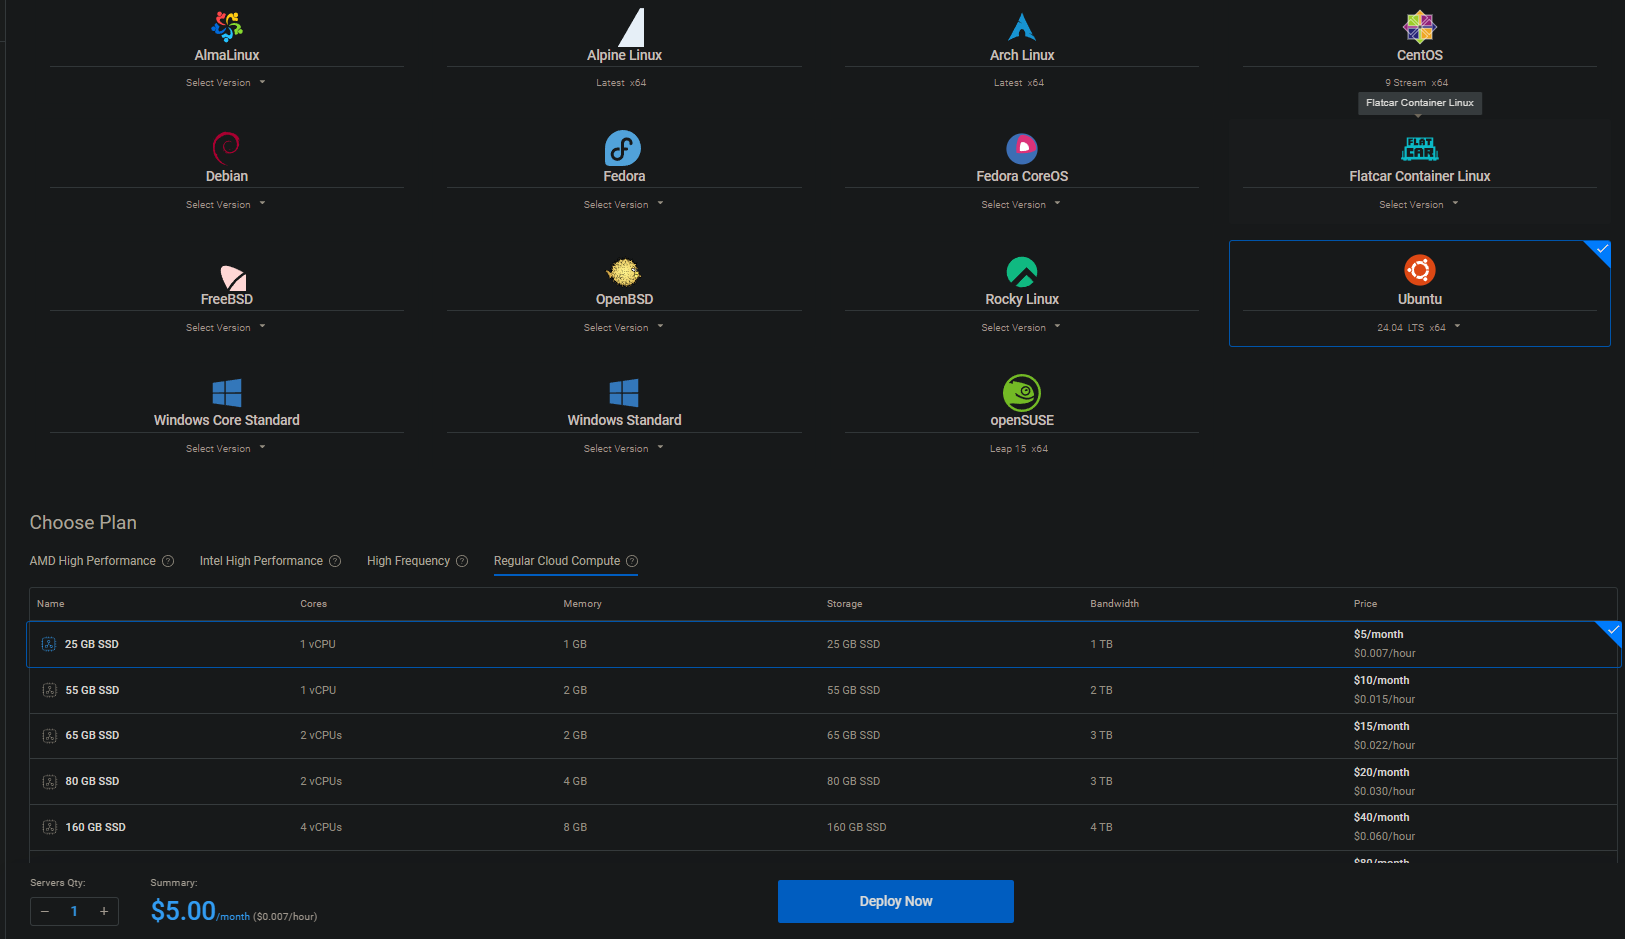 AlmaLinux
Select Version
Alpine Linux
Latest x64
Arch Linux
Latest x64
CentOS
9 Stream x64
Flatcar Container Linux
Debian
Select Version
Fedora
Select Version
Fedora CoreOS
Select Version
FLAT
CAR
Flatcar Container Linux
Select Version
FreeBSD
Select Version
OpenBSD
Select Version
Rocky Linux
Select Version
Ubuntu
24.04 LTS x64
Windows Core Standard
Select Version
Windows Standard
Select Version
openSUSE
Leap 15 x64
Choose Plan
AMD High Performance ? Intel High Performance ? High Frequency ? Regular Cloud Compute ?
Name Cores Memory Storage Bandwidth Price
25 GB SSD 1 vCPU 1 GB 25 GB SSD 1 TB $5/month
$0.007/hour
55 GB SSD 1 vCPU 2 GB 55 GB SSD 2 TB $10/month
$0.015/hour
65 GB SSD 2 vCPUs 2 GB 65 GB SSD 3 TB $15/month
$0.022/hour
80 GB SSD 2 vCPUs 4 GB 80 GB SSD 3 TB $20/month
$0.030/hour
160 GB SSD 4 vCPUs 8 GB 160 GB SSD 4 TB $40/month
$0.060/hour
$80/month
Servers Qty:
− 1 +
Summary:
$5.00/month ($0.007/hour)
Deploy Now